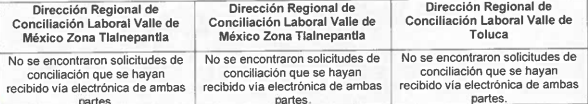 Dirección Regional de
Conciliación Laboral Valle de
México Zona Tlalnepantla
No se encontraron solicitudes de
conciliación que se hayan
recibido vía electrónica de ambas
partes
Dirección Regional de
Conciliación Laboral Valle de
México Zona Tlalnepantla
No se encontraron solicitudes de
conciliación que se hayan
recibido vía electrónica de ambas
partes.
Dirección Regional de
Conciliación Laboral Valle de
Toluca
No se encontraron solicitudes de
conciliación que se hayan
recibido vía electrónica de ambas
partes.